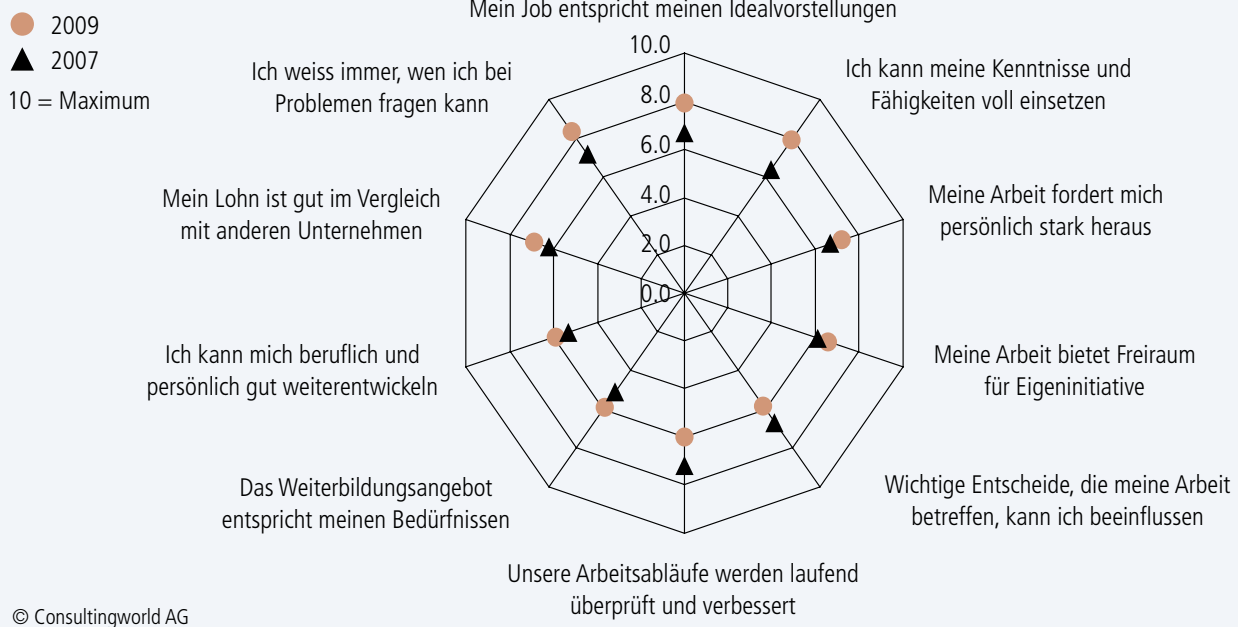 Mein Job entspricht meinen Idealvorstellungen
2009
2007
10 = Maximum
Ich weiss immer, wen ich bei
Problemen fragen kann
10.0
8.0
6.0
4.0
2.0
0.0
Ich kann meine Kenntnisse und
Fähigkeiten voll einsetzen
Mein Lohn ist gut im Vergleich
mit anderen Unternehmen
Meine Arbeit fordert mich
persönlich stark heraus
Ich kann mich beruflich und
persönlich gut weiterentwickeln
Meine Arbeit bietet Freiraum
für Eigeninitiative
Das Weiterbildungsangebot
entspricht meinen Bedürfnissen
Wichtige Entscheide, die meine Arbeit
betreffen, kann ich beeinflussen
Unsere Arbeitsabläufe werden laufend
überprüft und verbessert
© Consultingworld AG